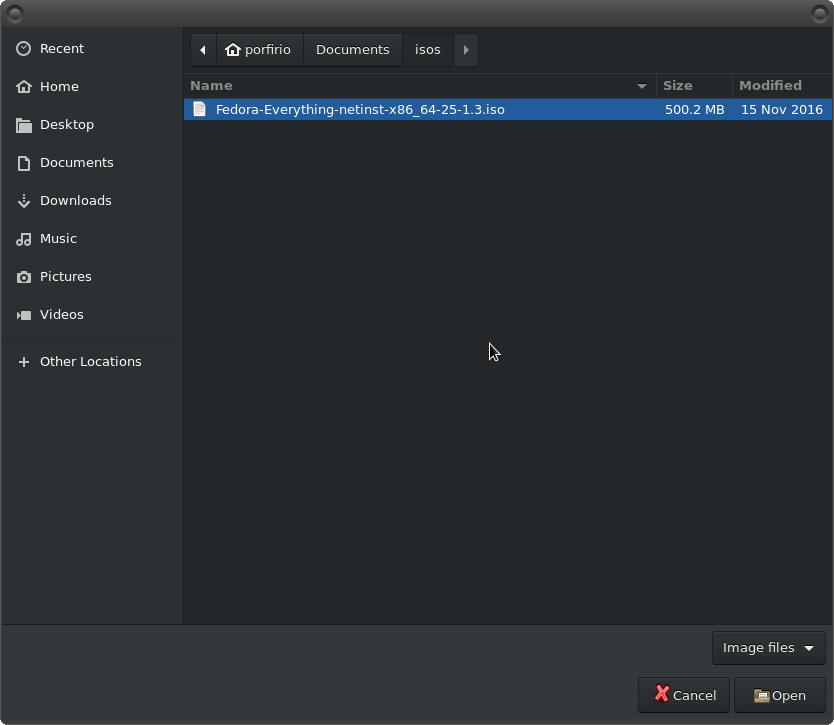 Recent
Home
Desktop
Documents
Downloads
Music
Pictures
Videos
Other Locations
porfirio Documents isos
Name Size Modified
Fedora-Everything-netinst-x86_64-25-1.3.iso 500.2 MB 15 Nov 2016
Image files
Cancel Open